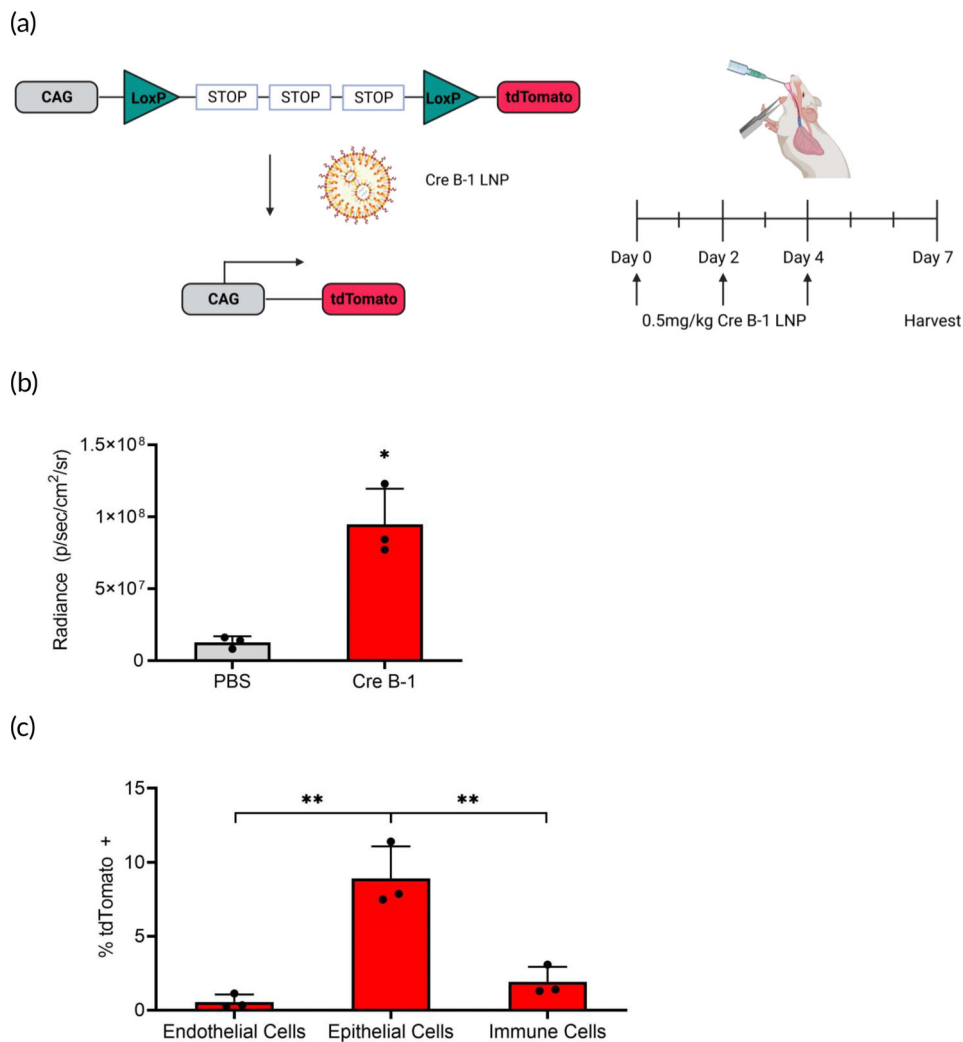 (a)
CAG LoxP STOP STOP STOP LoxP tdTomato
Cre B-1 LNP
CAG tdTomato
Day 0 Day 2 Day 4 Day 7
0.5mg/kg Cre B-1 LNP Harvest
(b)
Radiance (p/sec/cm²/sr)
1.5×10⁸
1×10⁸
5×10⁷
0
*
PBS Cre B-1
(c)
% tdTomato +
15
10
5
0
** **
Endothelial Cells Epithelial Cells Immune Cells